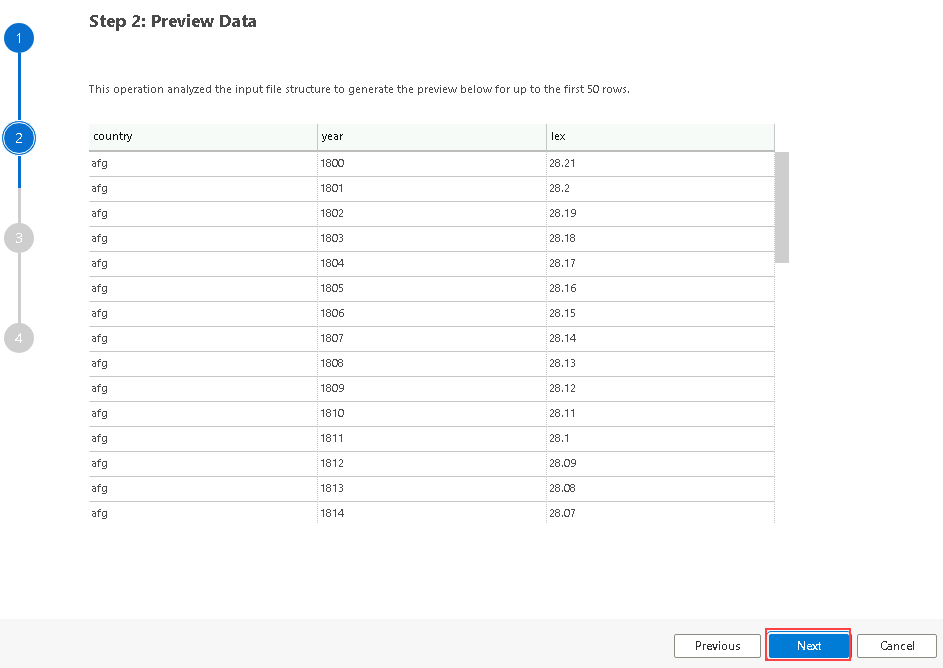 Step 2: Preview Data
1
This operation analyzed the input file structure to generate the preview below for up to the first 50 rows.
2
country year lex
afg 1800 28.21
afg 1801 28.2
afg 1802 28.19
3
afg 1803 28.18
afg 1804 28.17
afg 1805 28.16
afg 1806 28.15
4
afg 1807 28.14
afg 1808 28.13
afg 1809 28.12
afg 1810 28.11
afg 1811 28.1
afg 1812 28.09
afg 1813 28.08
afg 1814 28.07
Previous Next Cancel